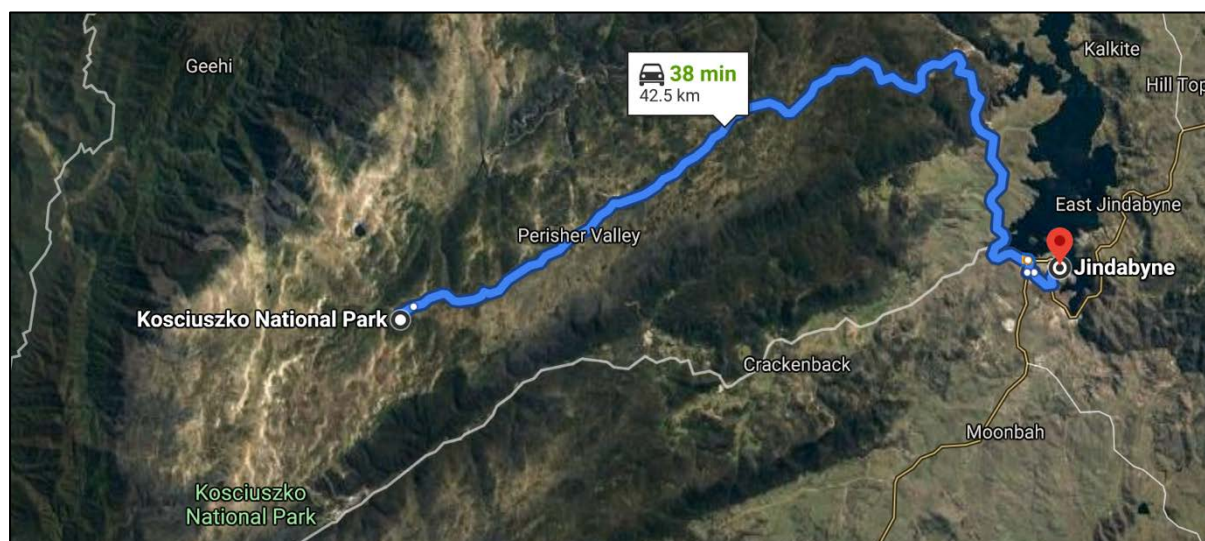 Geehi
Kalkite
38 min
42.5 km
Hill Top
East Jindabyne
Perisher Valley
Jindabyne
Kosciuszko National Park
Crackenback
Moonbah
Kosciuszko
National Park